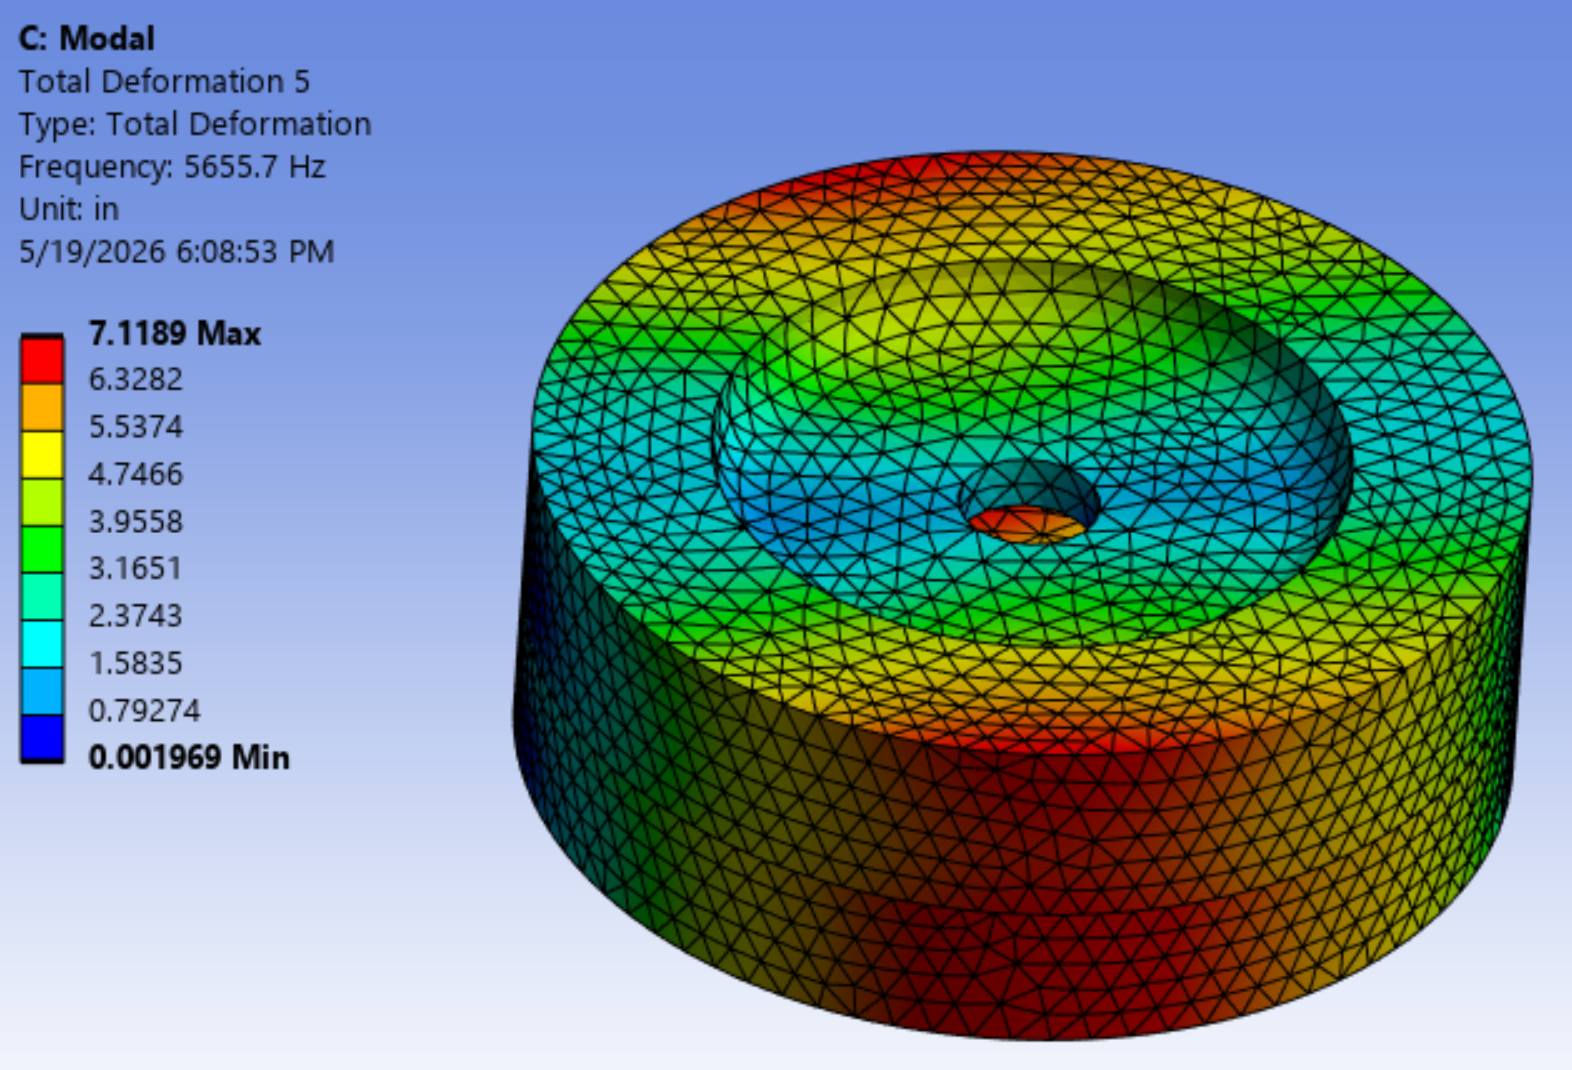 C: Modal
Total Deformation 5
Type: Total Deformation
Frequency: 5655.7 Hz
Unit: in
5/19/2026 6:08:53 PM
7.1189 Max
6.3282
5.5374
4.7466
3.9558
3.1651
2.3743
1.5835
0.79274
0.001969 Min